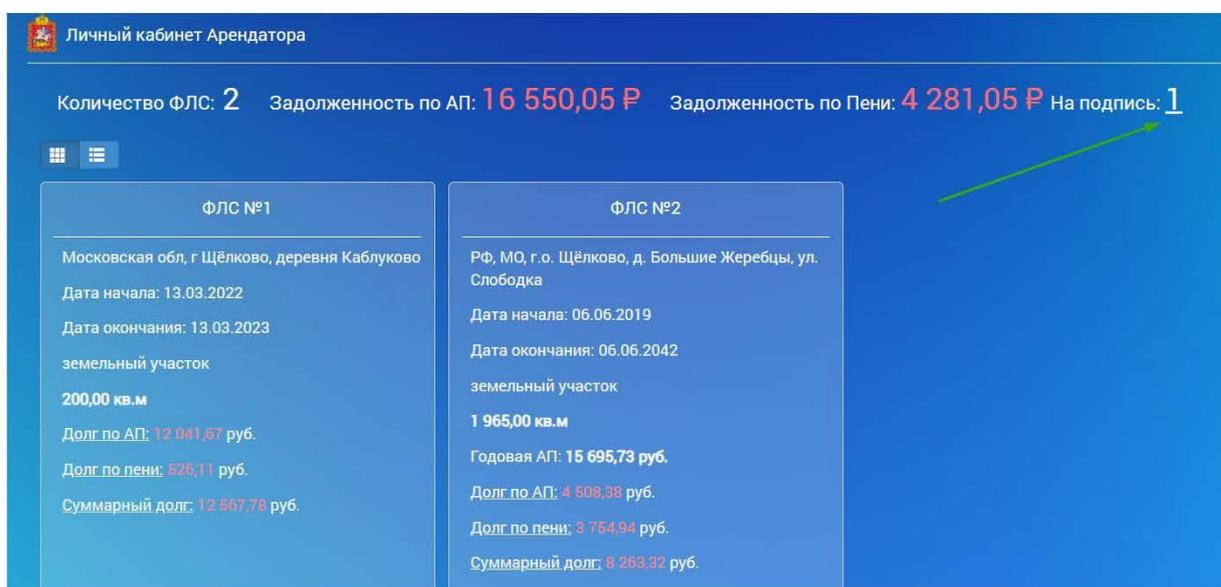 Личный кабинет Арендатора
Количество ФЛС: 2 Задолженность по АП: 16 550,05 ₽ Задолженность по Пени: 4 281,05 ₽ На подпись: 1
ФЛС №1
Московская обл, г Щёлково, деревня Каблуково
Дата начала: 13.03.2022
Дата окончания: 13.03.2023
земельный участок
200,00 кв.м
Долг по АП: 12 041,67 руб.
Долг по пени: 526,11 руб.
Суммарный долг: 12 567,78 руб.
ФЛС №2
РФ, МО, г.о. Щёлково, д. Большие Жеребцы, ул.
Слободка
Дата начала: 06.06.2019
Дата окончания: 06.06.2042
земельный участок
1 965,00 кв.м
Годовая АП: 15 695,73 руб.
Долг по АП: 4 508,38 руб.
Долг по пени: 3 754,94 руб.
Суммарный долг: 8 263,32 руб.